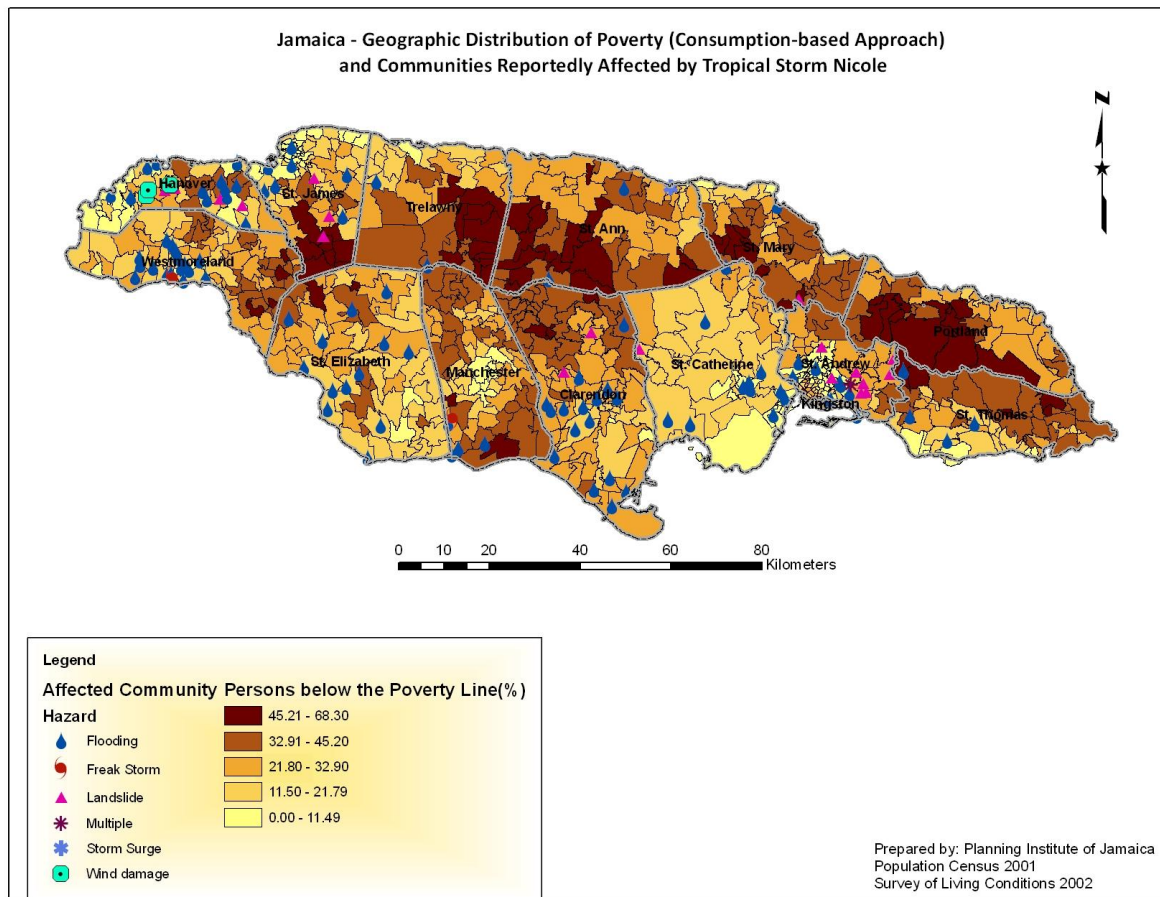 Jamaica - Geographic Distribution of Poverty (Consumption-based Approach)
and Communities Reportedly Affected by Tropical Storm Nicole
N
Hanover
St. James
Trelawny
St. Ann
St. Mary
Westmoreland
Portland
St. Elizabeth
Manchester
St. Catherine
St. Andrew
Clarendon
Kingston
St. Thomas
0 10 20 40 60 80
Kilometers
Legend
Affected Community Persons below the Poverty Line(%)
Hazard
45.21 - 68.30
Flooding
32.91 - 45.20
Freak Storm
21.80 - 32.90
Landslide
11.50 - 21.79
Multiple
0.00 - 11.49
Storm Surge
Wind damage
Prepared by: Planning Institute of Jamaica
Population Census 2001
Survey of Living Conditions 2002